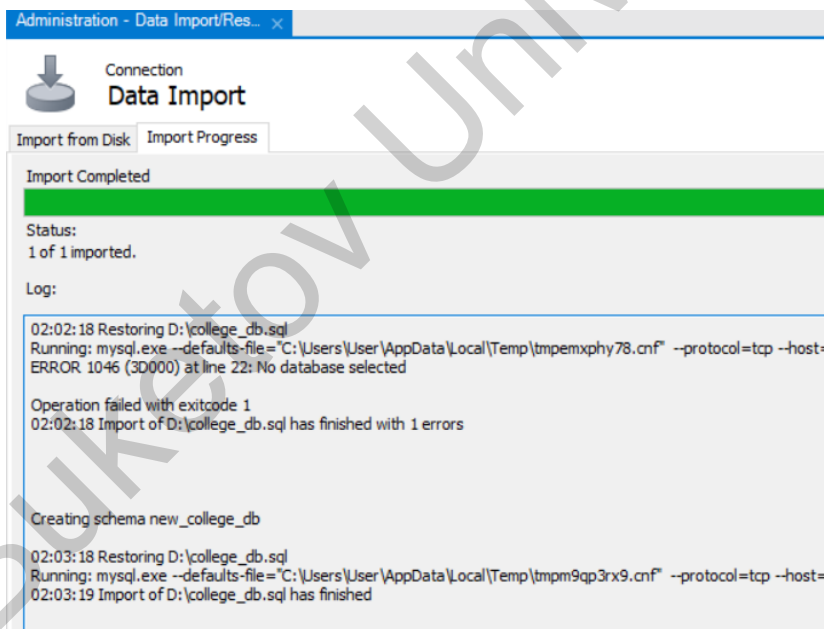 Administration - Data Import/Res...
Connection
Data Import
Import from Disk Import Progress
Import Completed
Status:
1 of 1 imported.
Log:
02:02:18 Restoring D:\college_db.sql
Running: mysql.exe --defaults-file="C:\Users\User\AppData\Local\Temp\tmpemxphy78.cnf" --protocol=tcp --host=
ERROR 1046 (3D000) at line 22: No database selected
Operation failed with exitcode 1
02:02:18 Import of D:\college_db.sql has finished with 1 errors
Creating schema new_college_db
02:03:18 Restoring D:\college_db.sql
Running: mysql.exe --defaults-file="C:\Users\User\AppData\Local\Temp\tmpm9qp3rx9.cnf" --protocol=tcp --host=
02:03:19 Import of D:\college_db.sql has finished